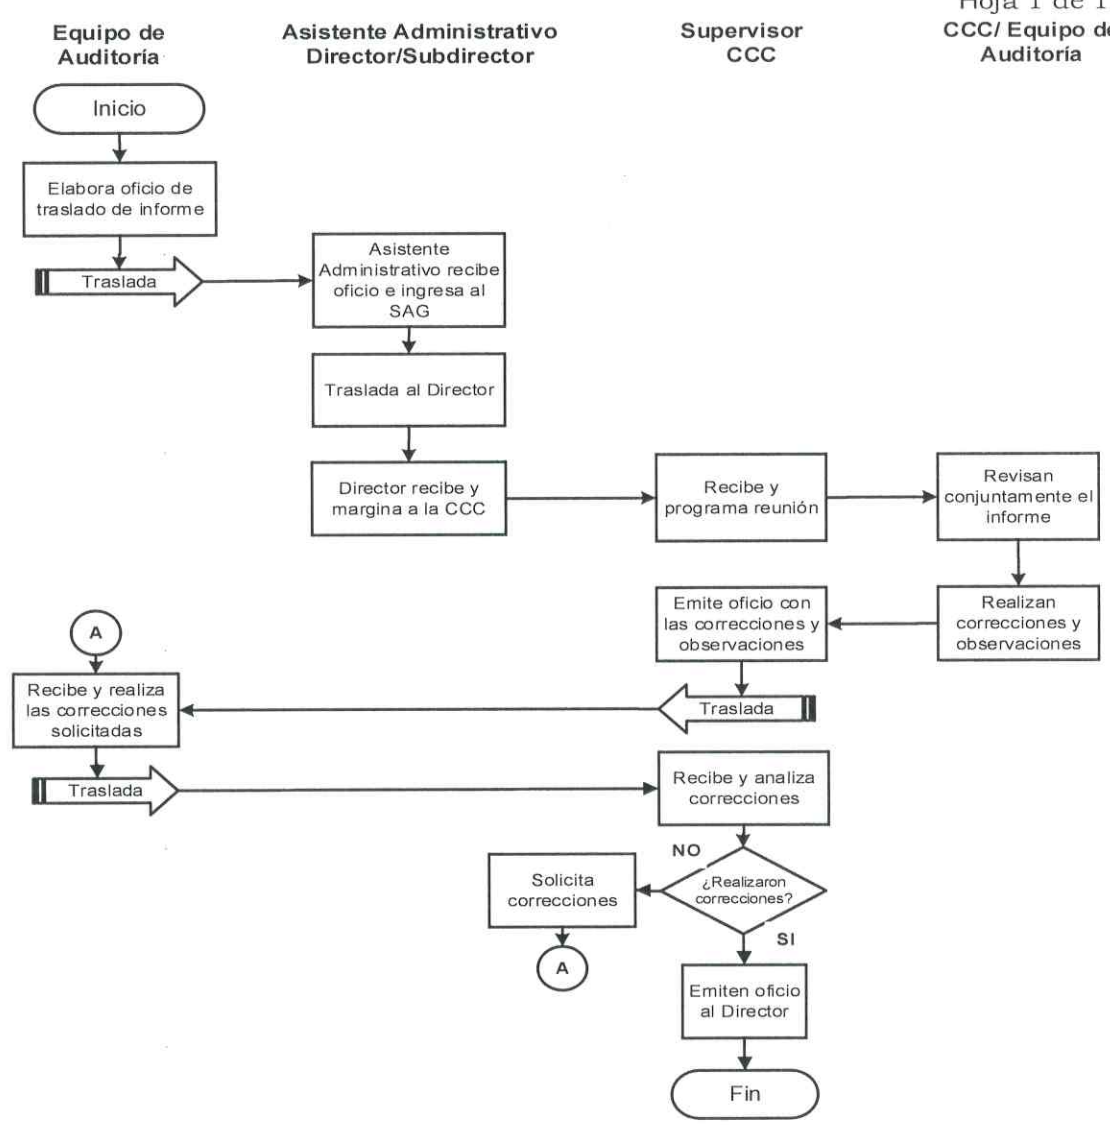 Hoja 1 de 1
Equipo de
Auditoría
Asistente Administrativo
Director/Subdirector
Supervisor
CCC
CCC/ Equipo de
Auditoría
Inicio
Elabora oficio de
traslado de informe
Traslada
Asistente
Administrativo recibe
oficio e ingresa al
SAG
Traslada al Director
Director recibe y
margina a la CCC
Recibe y
programa reunión
Revisan
conjuntamente el
informe
Realizan
correcciones y
observaciones
Emite oficio con
las correcciones y
observaciones
Traslada
A
Recibe y realiza
las correcciones
solicitadas
Traslada
Recibe y analiza
correcciones
¿Realizaron
correcciones?
NO
Solicita
correcciones
A
SI
Emiten oficio
al Director
Fin